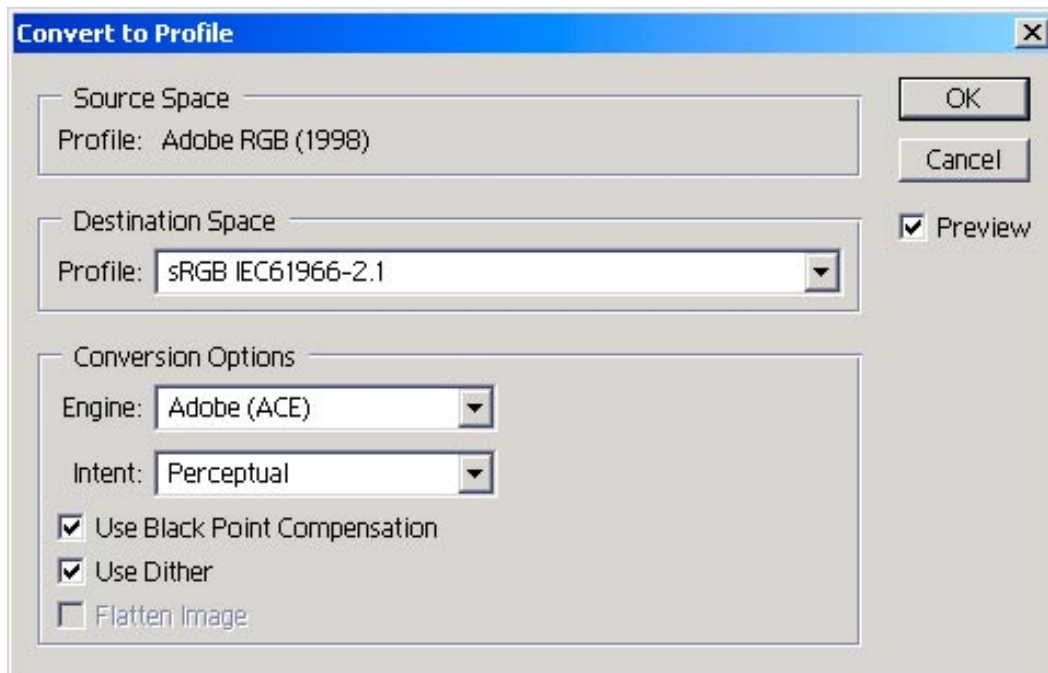 Convert to Profile
Source Space
Profile: Adobe RGB (1998)
OK
Cancel
Preview
Destination Space
Profile: sRGB IEC61966-2.1
Conversion Options
Engine: Adobe (ACE)
Intent: Perceptual
Use Black Point Compensation
Use Dither
Flatten Image